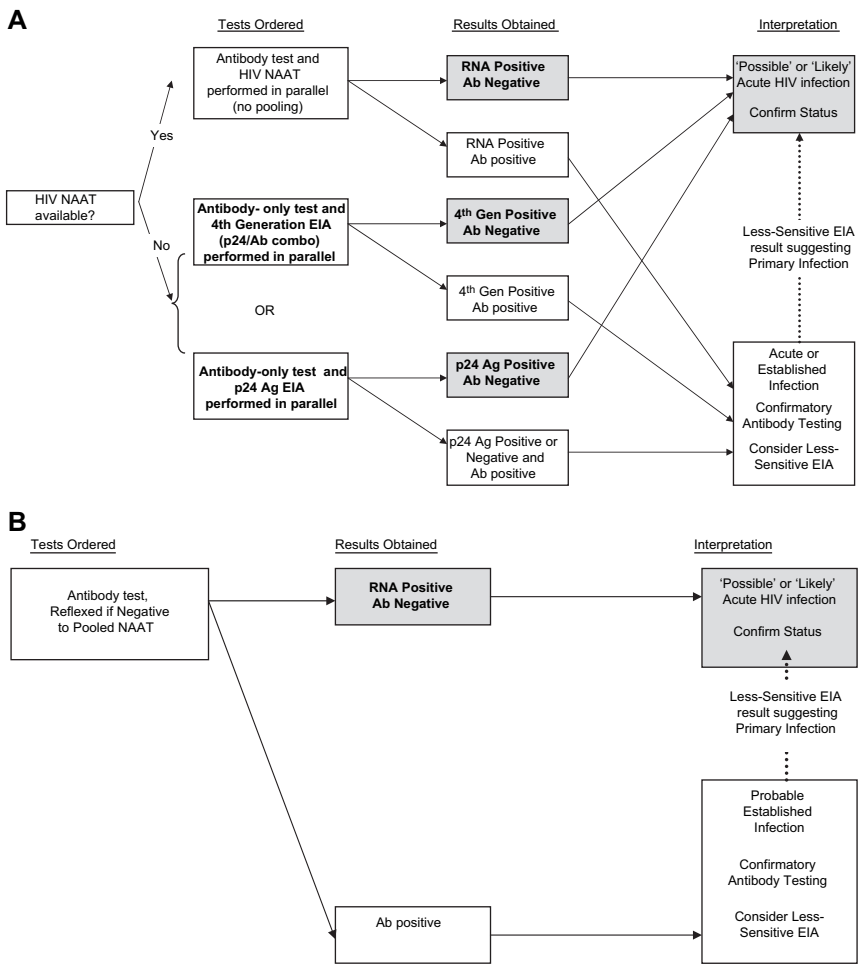 A
Tests Ordered
Results Obtained
Interpretation
HIV NAAT
available?
Yes
No
Antibody test and
HIV NAAT
performed in parallel
(no pooling)
Antibody- only test and
4th Generation EIA
(p24/Ab combo)
performed in parallel
OR
Antibody-only test and
p24 Ag EIA
performed in parallel
RNA Positive
Ab Negative
RNA Positive
Ab positive
4th Gen Positive
Ab Negative
4th Gen Positive
Ab positive
p24 Ag Positive
Ab Negative
p24 Ag Positive or
Negative and
Ab positive
‘Possible’ or ‘Likely’
Acute HIV infection
Confirm Status
Less-Sensitive EIA
result suggesting
Primary Infection
Acute or
Established
Infection
Confirmatory
Antibody Testing
Consider Less-
Sensitive EIA
B
Tests Ordered
Results Obtained
Interpretation
Antibody test,
Reflexed if Negative
to Pooled NAAT
RNA Positive
Ab Negative
Ab positive
‘Possible’ or ‘Likely’
Acute HIV infection
Confirm Status
Less-Sensitive EIA
result suggesting
Primary Infection
Probable
Established
Infection
Confirmatory
Antibody Testing
Consider Less-
Sensitive EIA